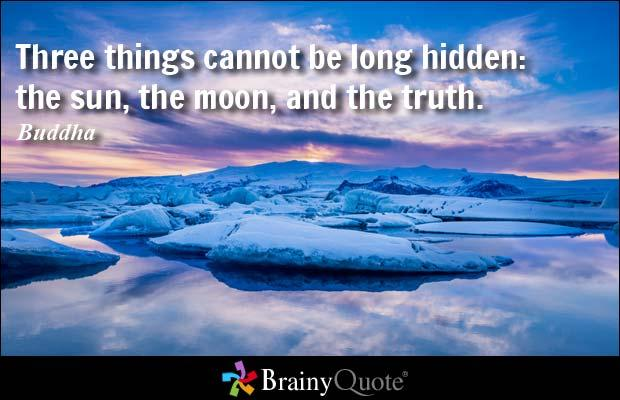 Three things cannot be long hidden:
the sun, the moon, and the truth.
Buddha
BrainyQuote®